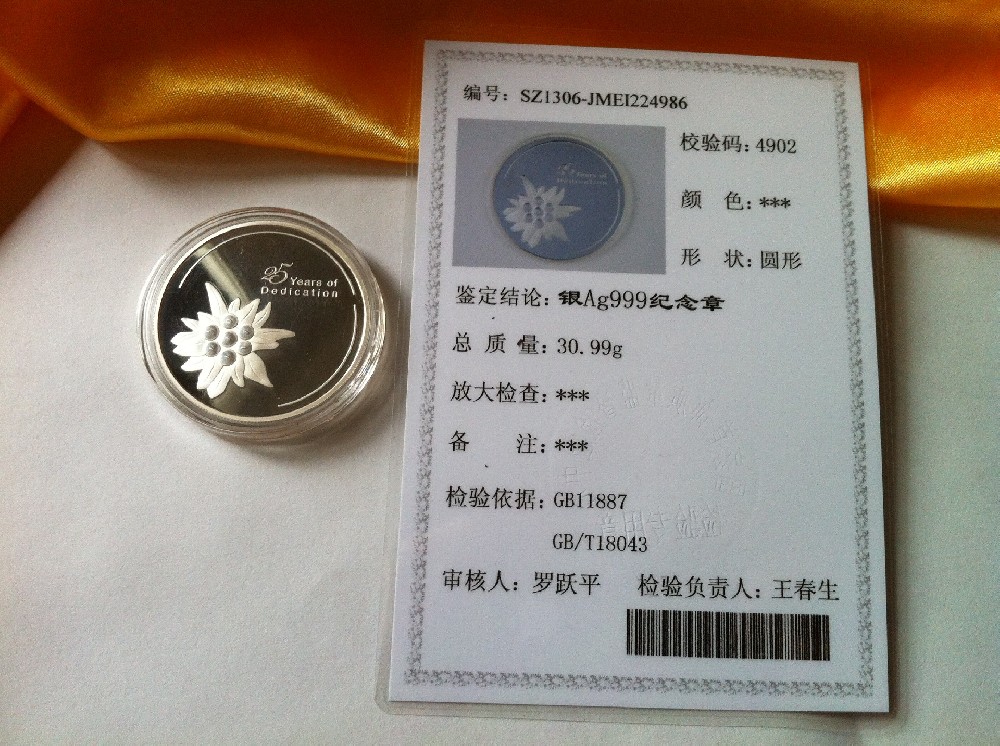 25 Years of
Dedication
编号: SZ1306-JMEI224986
Years of
Dedication
校验码: 4902
颜 色: ***
形 状: 圆形
鉴定结论: 银Ag999纪念章
总 质 量: 30.99g
放大检查: ***
备 注: ***
检验依据: GB11887
GB/T18043
审核人: 罗跃平 检验负责人: 王春生